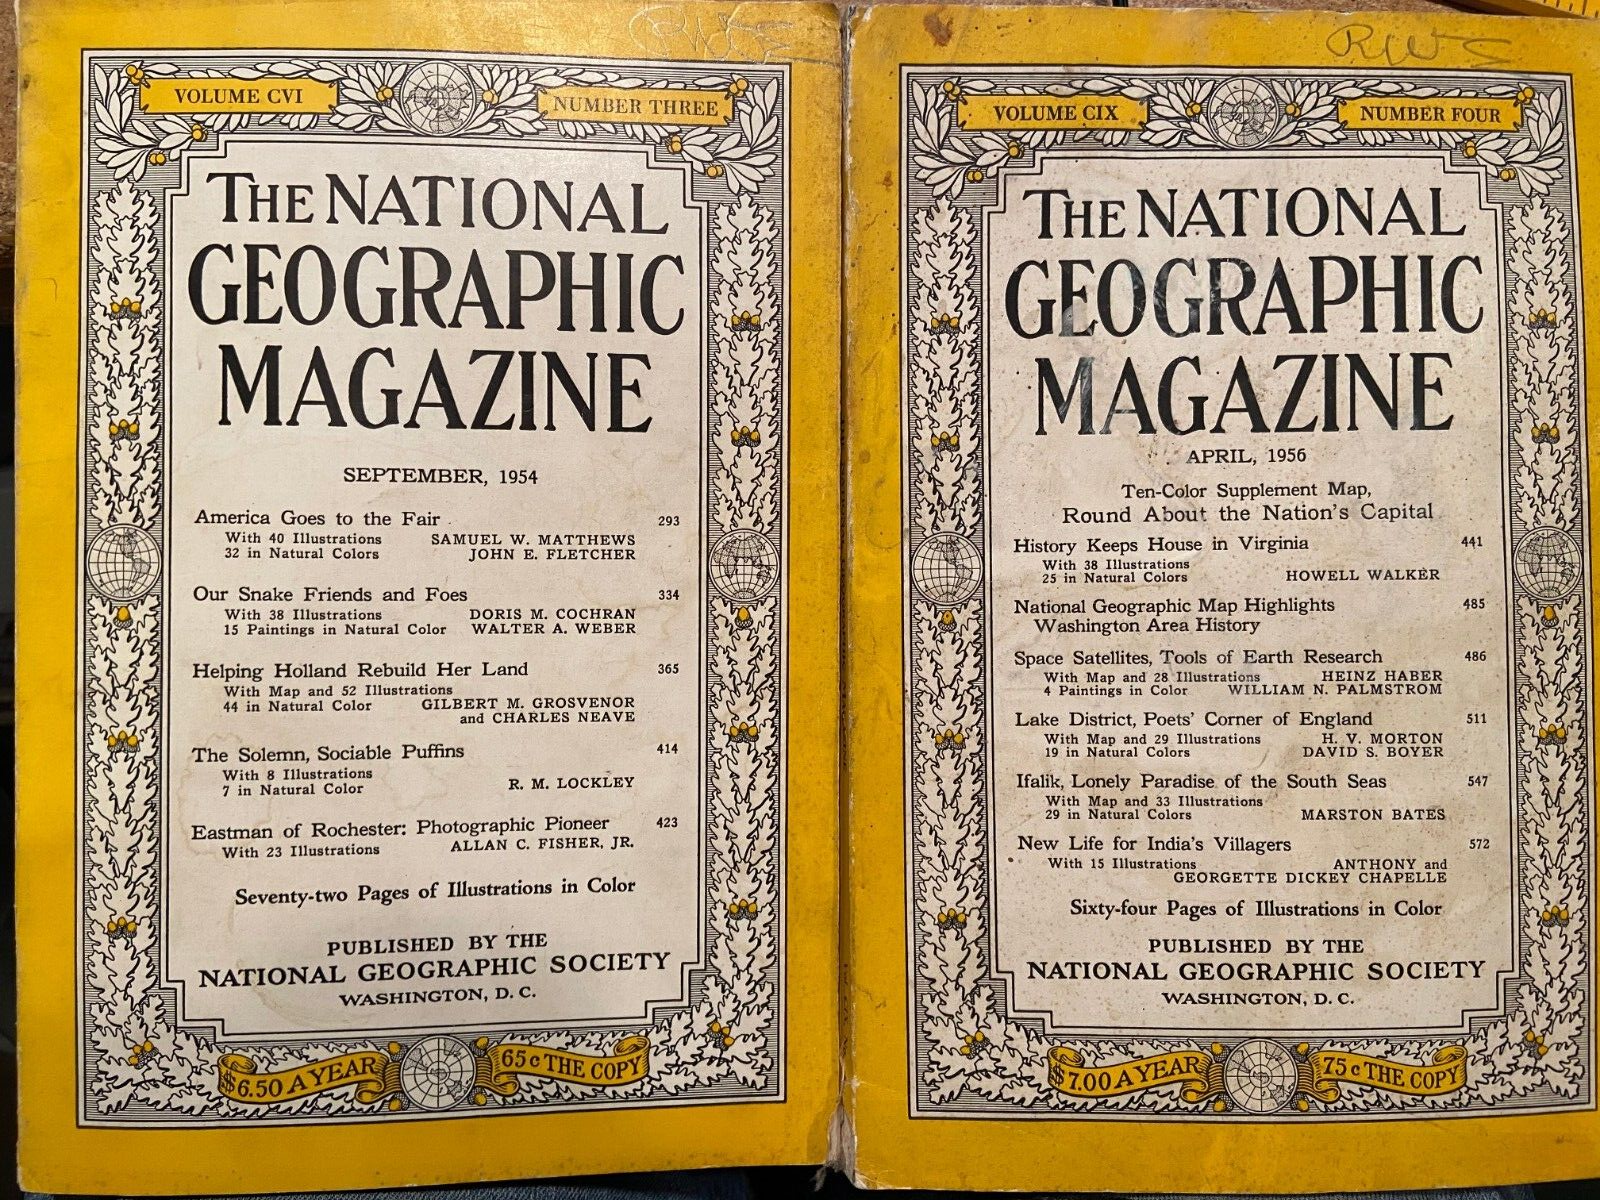 RWS
VOLUME CVI
NUMBER THREE
THE NATIONAL
GEOGRAPHIC
MAGAZINE
SEPTEMBER, 1954
America Goes to the Fair 293
With 40 Illustrations SAMUEL W. MATTHEWS
32 in Natural Colors JOHN E. FLETCHER
Our Snake Friends and Foes 334
With 38 Illustrations DORIS M. COCHRAN
15 Paintings in Natural Color WALTER A. WEBER
Helping Holland Rebuild Her Land 365
With Map and 52 Illustrations
44 in Natural Color GILBERT M. GROSVENOR
and CHARLES NEAVE
The Solemn, Sociable Puffins 414
With 8 Illustrations
7 in Natural Color R. M. LOCKLEY
Eastman of Rochester: Photographic Pioneer 423
With 23 Illustrations ALLAN C. FISHER, JR.
Seventy-two Pages of Illustrations in Color
PUBLISHED BY THE
NATIONAL GEOGRAPHIC SOCIETY
WASHINGTON, D. C.
$6.50 A YEAR
65¢ THE COPY
RWS
VOLUME CIX
NUMBER FOUR
THE NATIONAL
GEOGRAPHIC
MAGAZINE
APRIL, 1956
Ten-Color Supplement Map,
Round About the Nation's Capital
History Keeps House in Virginia 441
With 38 Illustrations
25 in Natural Colors HOWELL WALKER
National Geographic Map Highlights 485
Washington Area History
Space Satellites, Tools of Earth Research 486
With Map and 28 Illustrations HEINZ HABER
4 Paintings in Color WILLIAM N. PALMSTROM
Lake District, Poets' Corner of England 511
With Map and 29 Illustrations H. V. MORTON
19 in Natural Colors DAVID S. BOYER
Ifalik, Lonely Paradise of the South Seas 547
With Map and 33 Illustrations
29 in Natural Colors MARSTON BATES
New Life for India's Villagers 572
With 15 Illustrations ANTHONY and
GEORGETTE DICKEY CHAPELLE
Sixty-four Pages of Illustrations in Color
PUBLISHED BY THE
NATIONAL GEOGRAPHIC SOCIETY
WASHINGTON, D. C.
$7.00 A YEAR
75¢ THE COPY